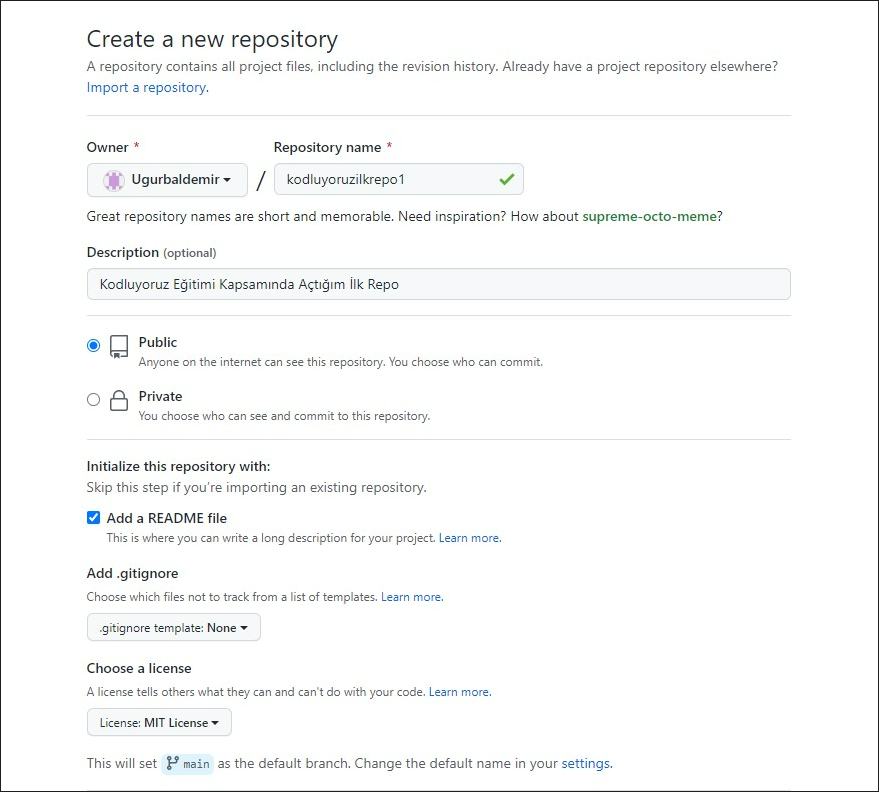 Create a new repository
A repository contains all project files, including the revision history. Already have a project repository elsewhere?
Import a repository.
Owner *
Repository name *
Ugurbaldemir
/
kodluyoruzilkrepo1
Great repository names are short and memorable. Need inspiration? How about supreme-octo-meme?
Description (optional)
Kodluyoruz Eğitimi Kapsamında Açtığım İlk Repo
Public
Anyone on the internet can see this repository. You choose who can commit.
Private
You choose who can see and commit to this repository.
Initialize this repository with:
Skip this step if you're importing an existing repository.
Add a README file
This is where you can write a long description for your project. Learn more.
Add .gitignore
Choose which files not to track from a list of templates. Learn more.
.gitignore template: None
Choose a license
A license tells others what they can and can't do with your code. Learn more.
License: MIT License
This will set main as the default branch. Change the default name in your settings.